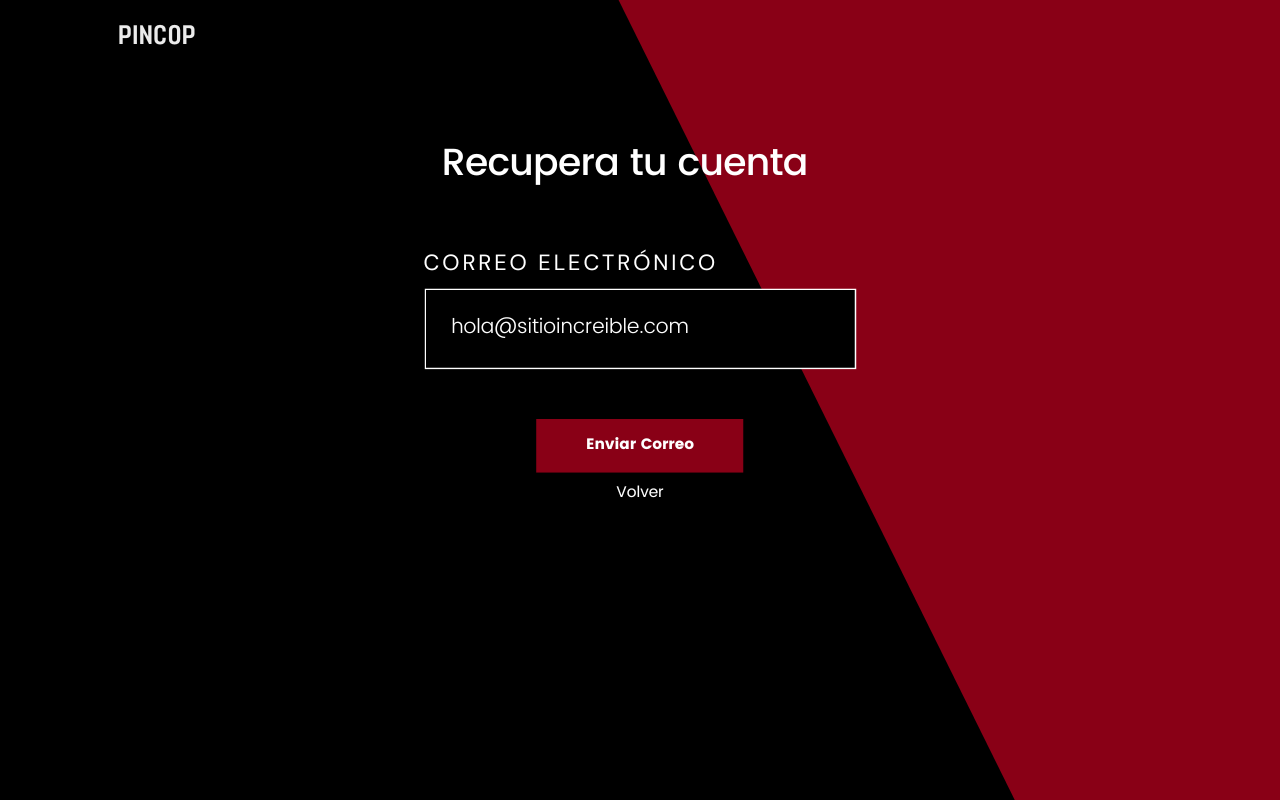 PINCOP
Recupera tu cuenta
CORREO ELECTRÓNICO
hola@sitioincreible.com
Enviar Correo
Volver